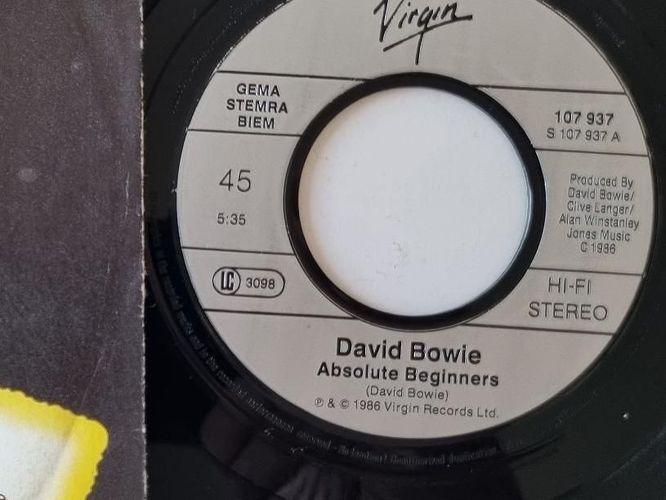 Virgin
GEMA
STEMRA
BIEM
107 937
S 107 937 A
45
5:35
Produced By
David Bowie/
Clive Langer/
Alan Winstanley
Jones Music
C 1986
LC 3098
HI-FI
STEREO
David Bowie
Absolute Beginners
(David Bowie)
℗ & © 1986 Virgin Records Ltd.